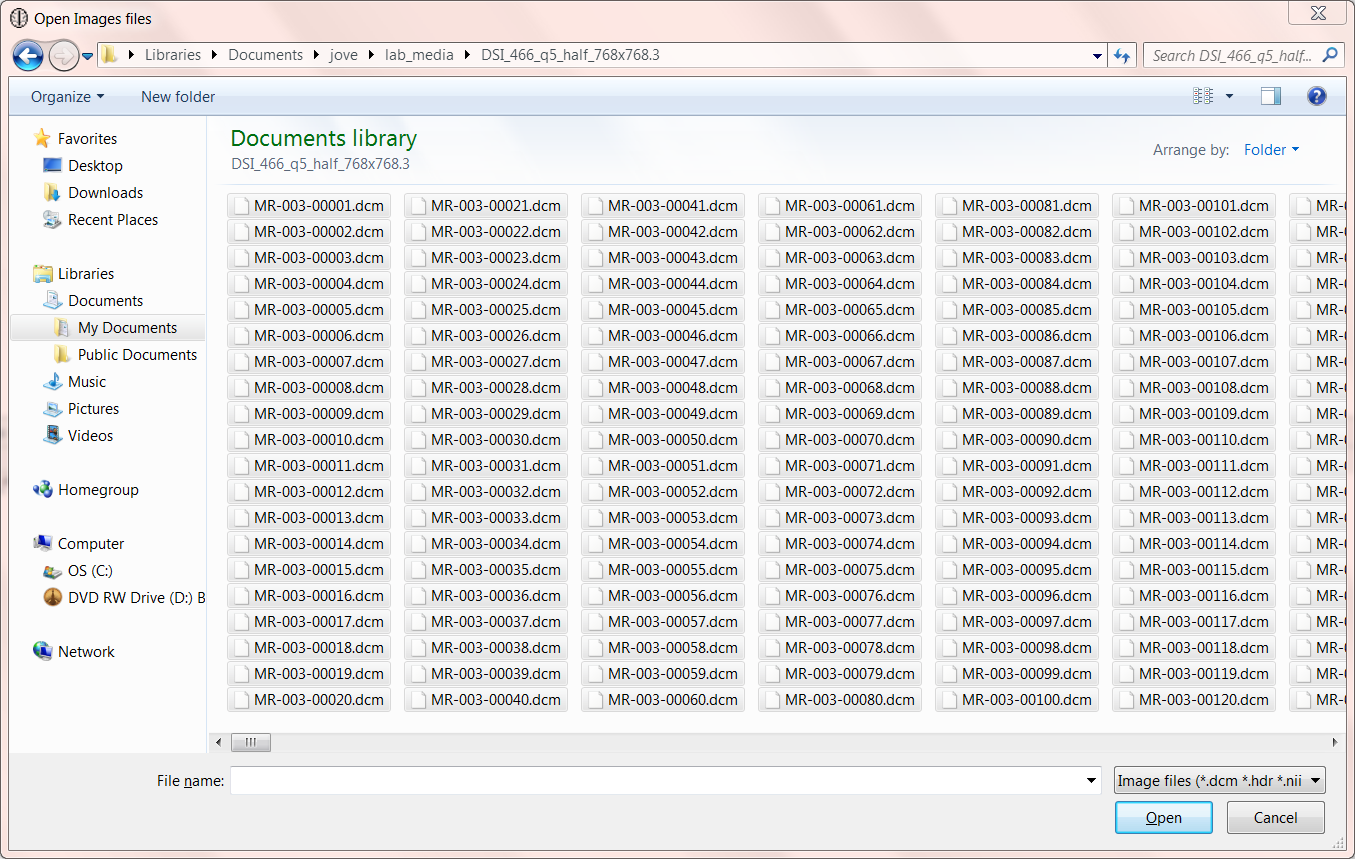 Open Images files
Libraries Documents jove lab_media DSI_466_q5_half_768x768.3 Search DSI_466_q5_half...
Organize New folder
Favorites
Desktop
Downloads
Recent Places
Libraries
Documents
My Documents
Public Documents
Music
Pictures
Videos
Homegroup
Computer
OS (C:)
DVD RW Drive (D:) B
Network
Documents library
DSI_466_q5_half_768x768.3
Arrange by: Folder
MR-003-00001.dcm MR-003-00021.dcm MR-003-00041.dcm MR-003-00061.dcm MR-003-00081.dcm MR-003-00101.dcm MR-
MR-003-00002.dcm MR-003-00022.dcm MR-003-00042.dcm MR-003-00062.dcm MR-003-00082.dcm MR-003-00102.dcm MR-
MR-003-00003.dcm MR-003-00023.dcm MR-003-00043.dcm MR-003-00063.dcm MR-003-00083.dcm MR-003-00103.dcm MR-
MR-003-00004.dcm MR-003-00024.dcm MR-003-00044.dcm MR-003-00064.dcm MR-003-00084.dcm MR-003-00104.dcm MR-
MR-003-00005.dcm MR-003-00025.dcm MR-003-00045.dcm MR-003-00065.dcm MR-003-00085.dcm MR-003-00105.dcm MR-
MR-003-00006.dcm MR-003-00026.dcm MR-003-00046.dcm MR-003-00066.dcm MR-003-00086.dcm MR-003-00106.dcm MR-
MR-003-00007.dcm MR-003-00027.dcm MR-003-00047.dcm MR-003-00067.dcm MR-003-00087.dcm MR-003-00107.dcm MR-
MR-003-00008.dcm MR-003-00028.dcm MR-003-00048.dcm MR-003-00068.dcm MR-003-00088.dcm MR-003-00108.dcm MR-
MR-003-00009.dcm MR-003-00029.dcm MR-003-00049.dcm MR-003-00069.dcm MR-003-00089.dcm MR-003-00109.dcm MR-
MR-003-00010.dcm MR-003-00030.dcm MR-003-00050.dcm MR-003-00070.dcm MR-003-00090.dcm MR-003-00110.dcm MR-
MR-003-00011.dcm MR-003-00031.dcm MR-003-00051.dcm MR-003-00071.dcm MR-003-00091.dcm MR-003-00111.dcm MR-
MR-003-00012.dcm MR-003-00032.dcm MR-003-00052.dcm MR-003-00072.dcm MR-003-00092.dcm MR-003-00112.dcm MR-
MR-003-00013.dcm MR-003-00033.dcm MR-003-00053.dcm MR-003-00073.dcm MR-003-00093.dcm MR-003-00113.dcm MR-
MR-003-00014.dcm MR-003-00034.dcm MR-003-00054.dcm MR-003-00074.dcm MR-003-00094.dcm MR-003-00114.dcm MR-
MR-003-00015.dcm MR-003-00035.dcm MR-003-00055.dcm MR-003-00075.dcm MR-003-00095.dcm MR-003-00115.dcm MR-
MR-003-00016.dcm MR-003-00036.dcm MR-003-00056.dcm MR-003-00076.dcm MR-003-00096.dcm MR-003-00116.dcm MR-
MR-003-00017.dcm MR-003-00037.dcm MR-003-00057.dcm MR-003-00077.dcm MR-003-00097.dcm MR-003-00117.dcm MR-
MR-003-00018.dcm MR-003-00038.dcm MR-003-00058.dcm MR-003-00078.dcm MR-003-00098.dcm MR-003-00118.dcm MR-
MR-003-00019.dcm MR-003-00039.dcm MR-003-00059.dcm MR-003-00079.dcm MR-003-00099.dcm MR-003-00119.dcm MR-
MR-003-00020.dcm MR-003-00040.dcm MR-003-00060.dcm MR-003-00080.dcm MR-003-00100.dcm MR-003-00120.dcm MR-
File name: Image files (*.dcm *.hdr *.nii
Open Cancel